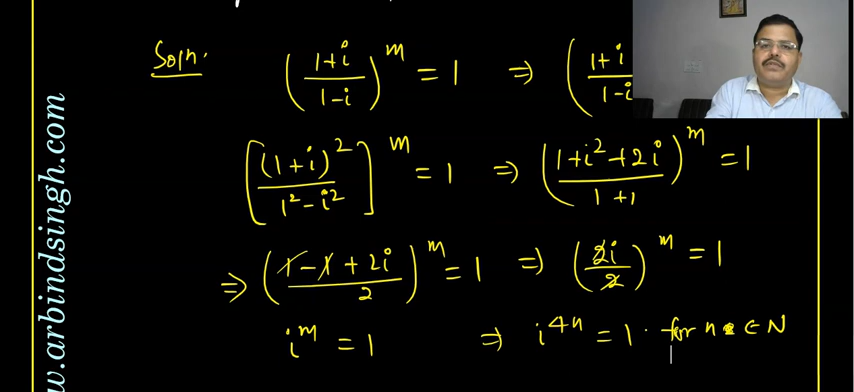 Soln. ((1+i)/(1-i))^m = 1 ⇒ ((1+i)/(1-i
[(1+i)^2/(1^2-i^2)]^m = 1 ⇒ ((1+i^2+2i)/(1+1))^m = 1
⇒ ((1-1+2i)/2)^m = 1 ⇒ (2i/2)^m = 1
i^m = 1 ⇒ i^4n = 1. for n ∈ N
www.arbindsingh.com